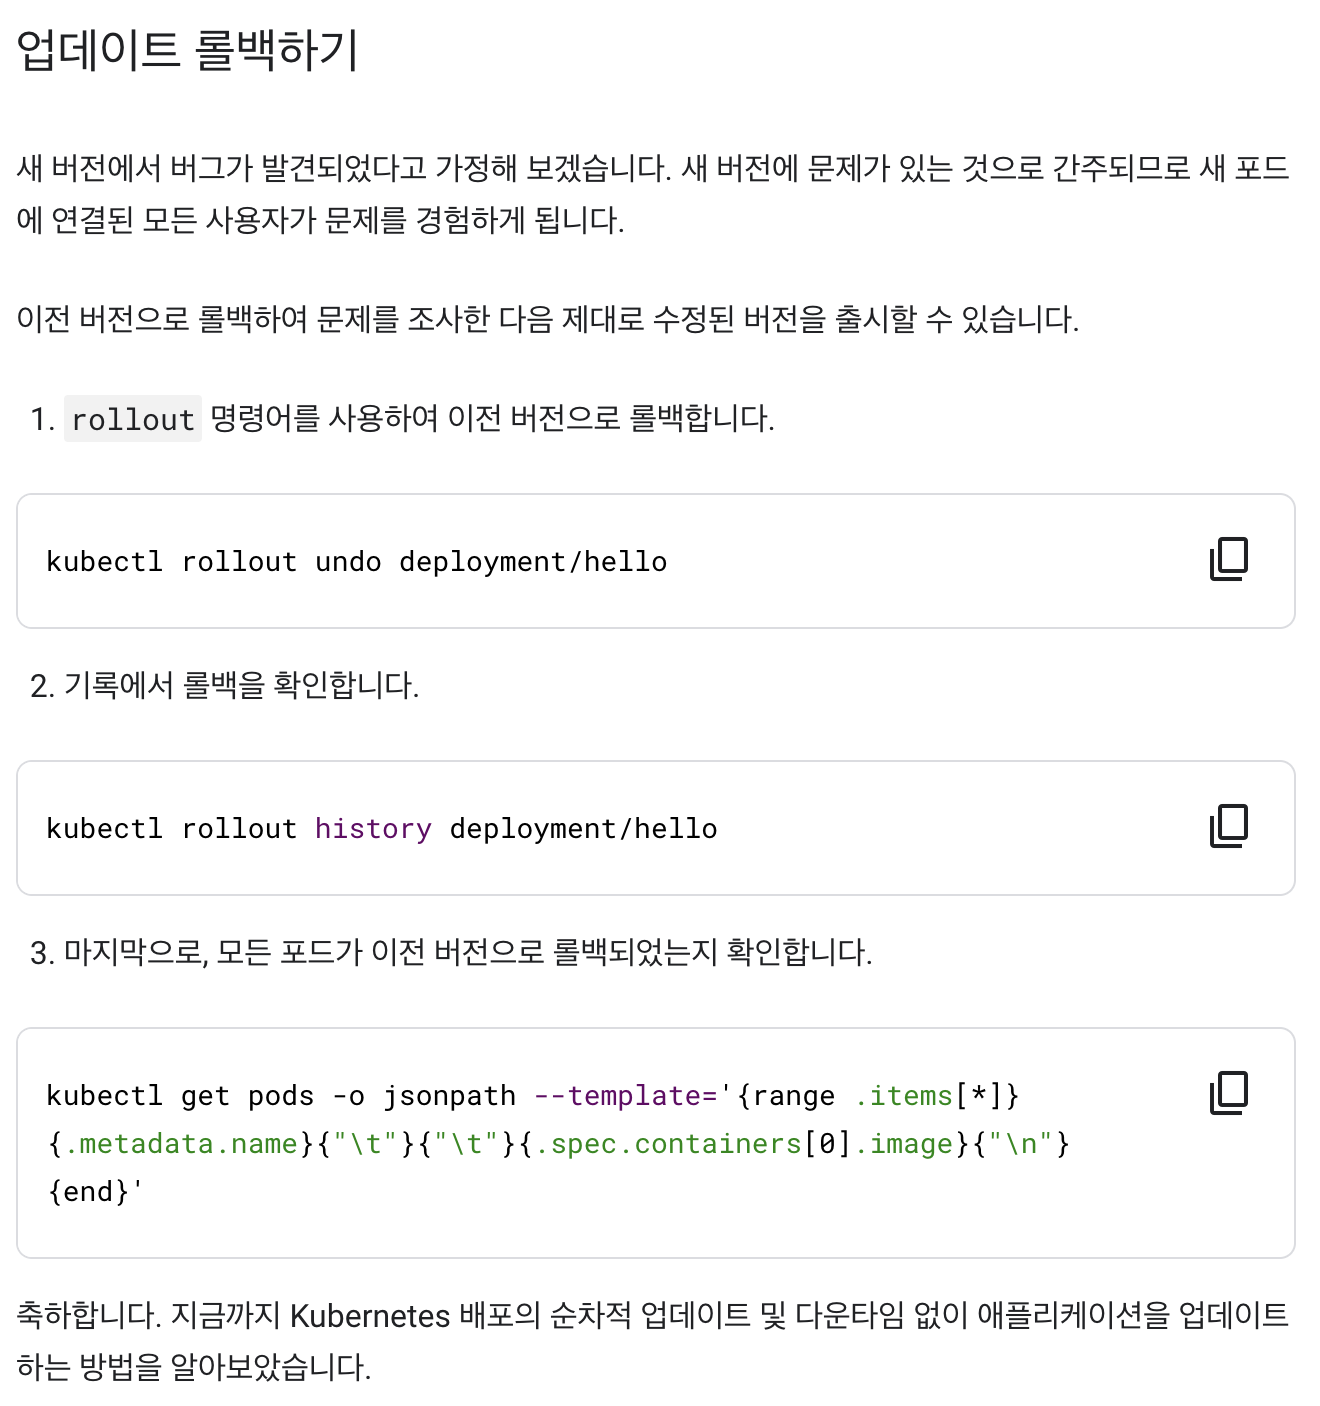 업데이트 롤백하기
새 버전에서 버그가 발견되었다고 가정해 보겠습니다. 새 버전에 문제가 있는 것으로 간주되므로 새 포드
에 연결된 모든 사용자가 문제를 경험하게 됩니다.
이전 버전으로 롤백하여 문제를 조사한 다음 제대로 수정된 버전을 출시할 수 있습니다.
1. rollout 명령어를 사용하여 이전 버전으로 롤백합니다.
kubectl rollout undo deployment/hello
2. 기록에서 롤백을 확인합니다.
kubectl rollout history deployment/hello
3. 마지막으로, 모든 포드가 이전 버전으로 롤백되었는지 확인합니다.
kubectl get pods -o jsonpath --template='{range .items[*]}
{.metadata.name}{"\t"}{"\t"}{.spec.containers[0].image}{"\n"}
{end}'
축하합니다. 지금까지 Kubernetes 배포의 순차적 업데이트 및 다운타임 없이 애플리케이션을 업데이트
하는 방법을 알아보았습니다.